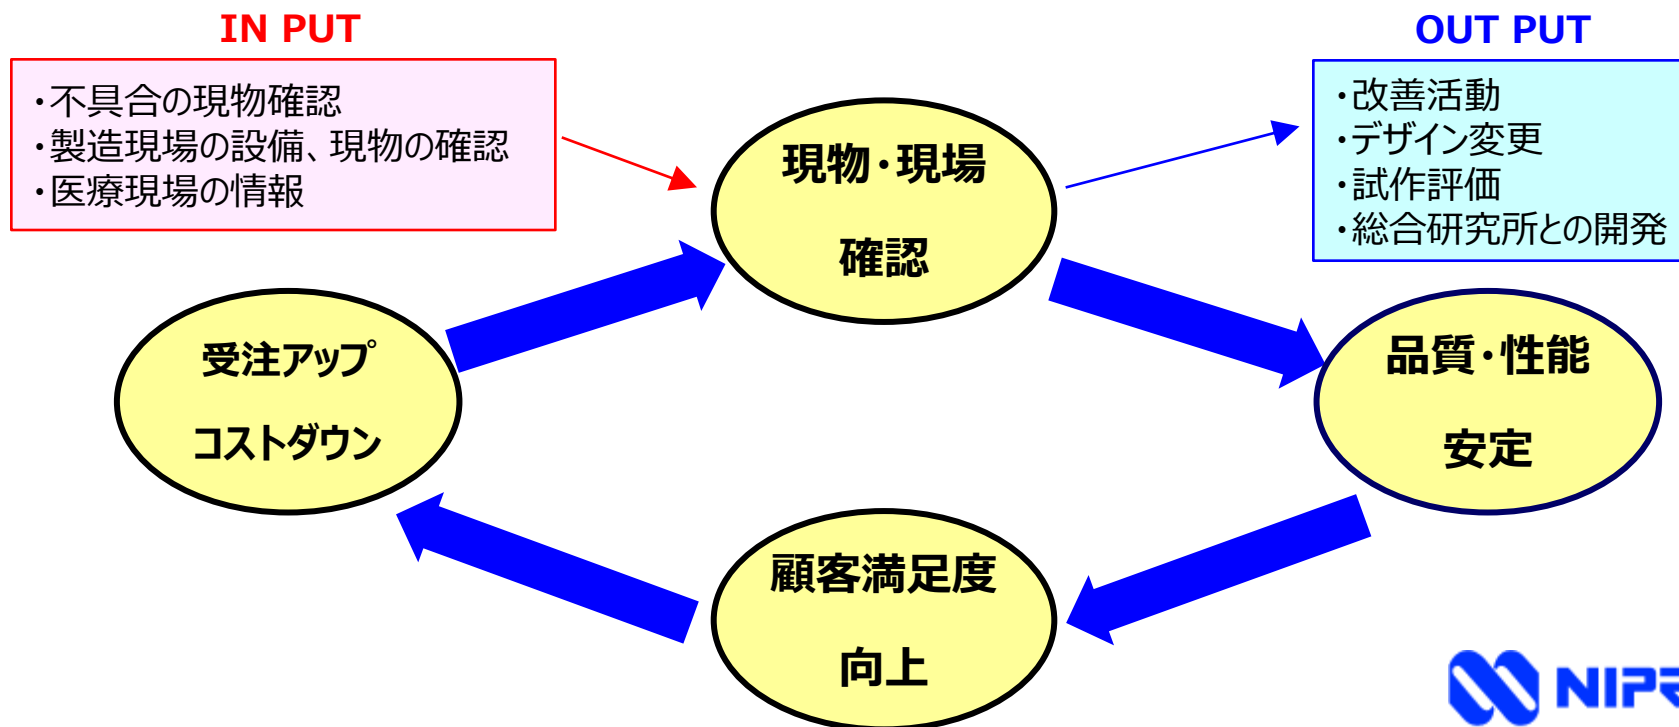 IN PUT
・不具合の現物確認
・製造現場の設備、現物の確認
・医療現場の情報
OUT PUT
・改善活動
・デザイン変更
・試作評価
・総合研究所との開発
現物・現場
確認
品質・性能
安定
顧客満足度
向上
受注アップ
コストダウン
NIPR